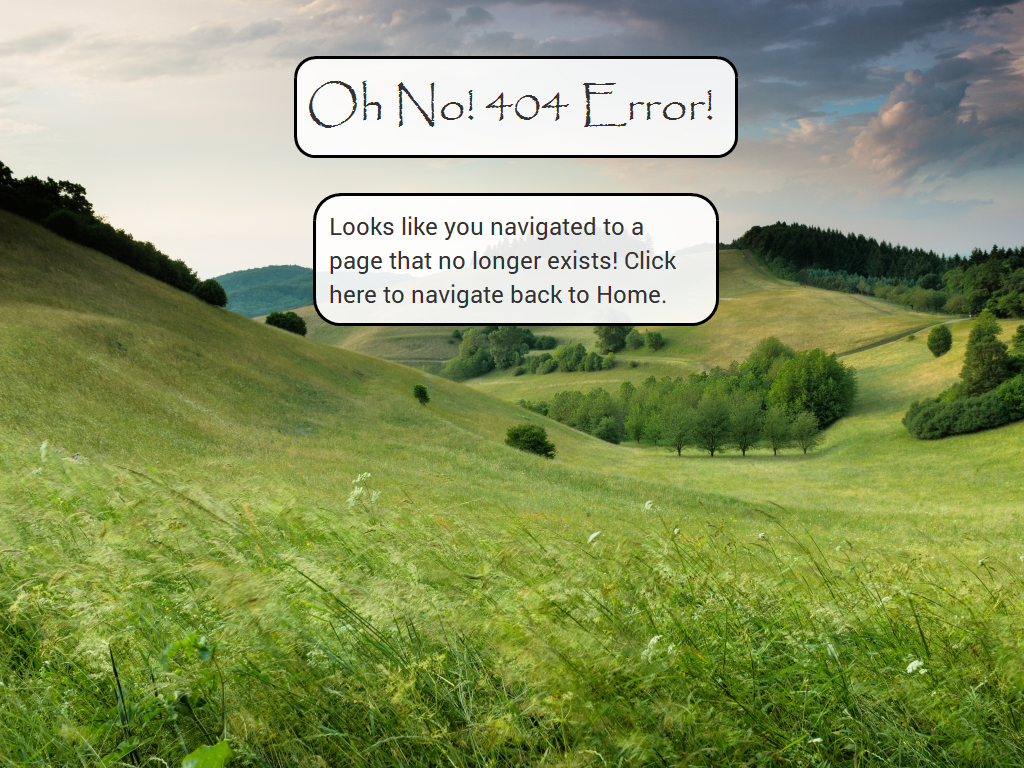 Oh No! 404 Error!
Looks like you navigated to a
page that no longer exists! Click
here to navigate back to Home.